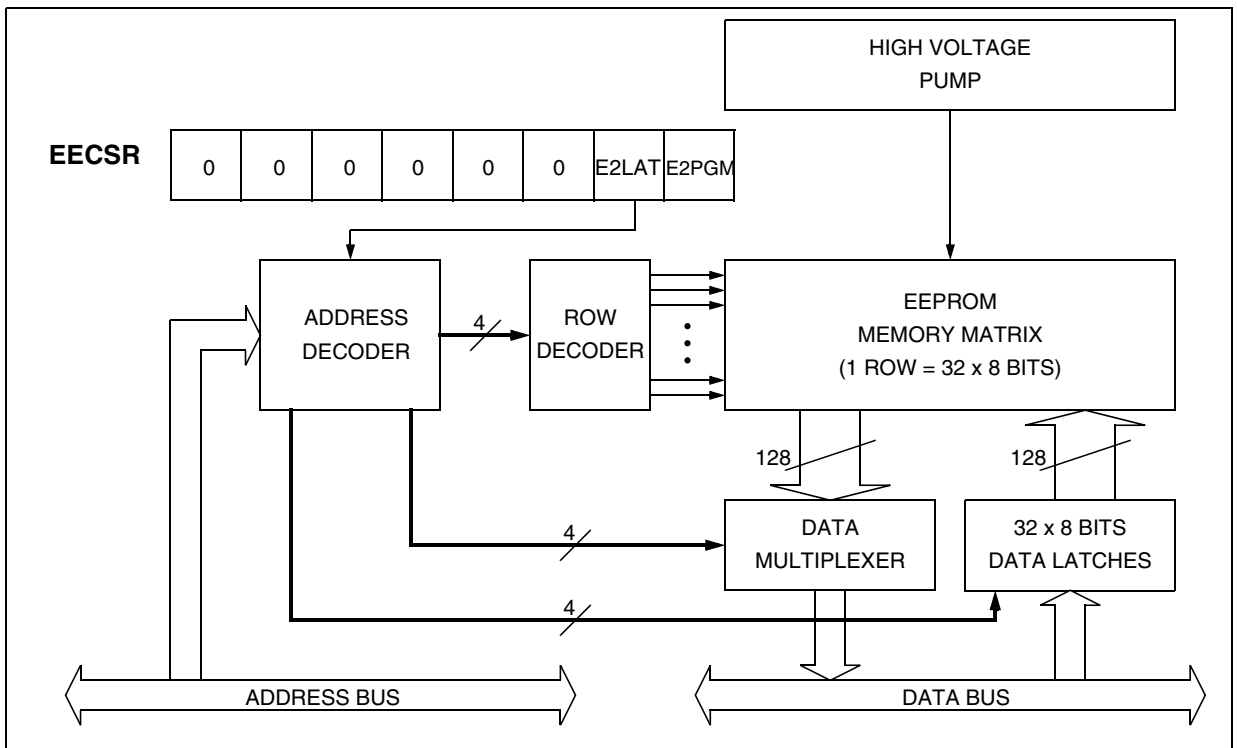 HIGH VOLTAGE
PUMP
EECSR
0 0 0 0 0 0 E2LAT E2PGM
ADDRESS
DECODER
4
ROW
DECODER
EEPROM
MEMORY MATRIX
(1 ROW = 32 x 8 BITS)
128
128
4
DATA
MULTIPLEXER
32 x 8 BITS
DATA LATCHES
4
ADDRESS BUS
DATA BUS